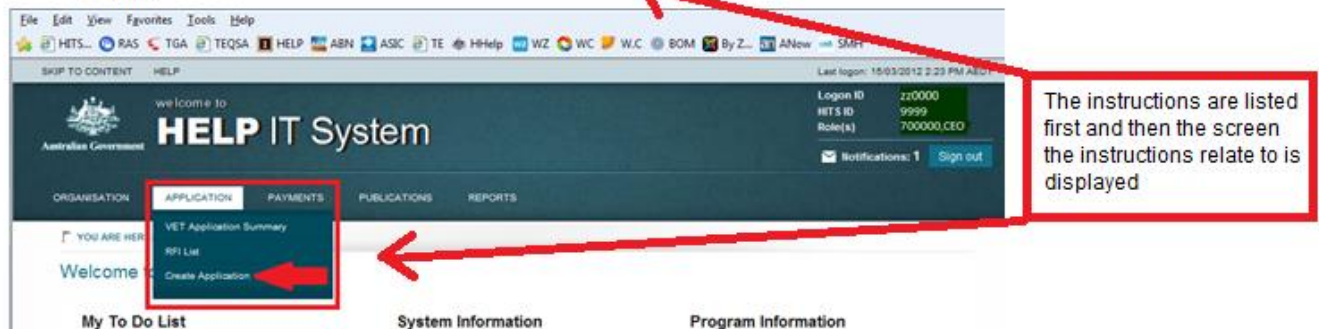 File Edit View Favorites Tools Help
HITS... RAS TGA TEQSA HELP ABN ASIC TE HHelp WZ WC W.C BOM By Z... ANew SMH
SKIP TO CONTENT HELP
Last logon: 15/03/2012 2:23 PM AEDT
Australian Government
welcome to
HELP IT System
Logon ID zz0000
HITS ID 9999
Role(s) 700000,CEO
Notifications: 1 Sign out
ORGANISATION APPLICATION PAYMENTS PUBLICATIONS REPORTS
YOU ARE HER
VET Application Summary
RFI List
Welcome
Create Application
My To Do List System Information Program Information
The instructions are listed
first and then the screen
the instructions relate to is
displayed